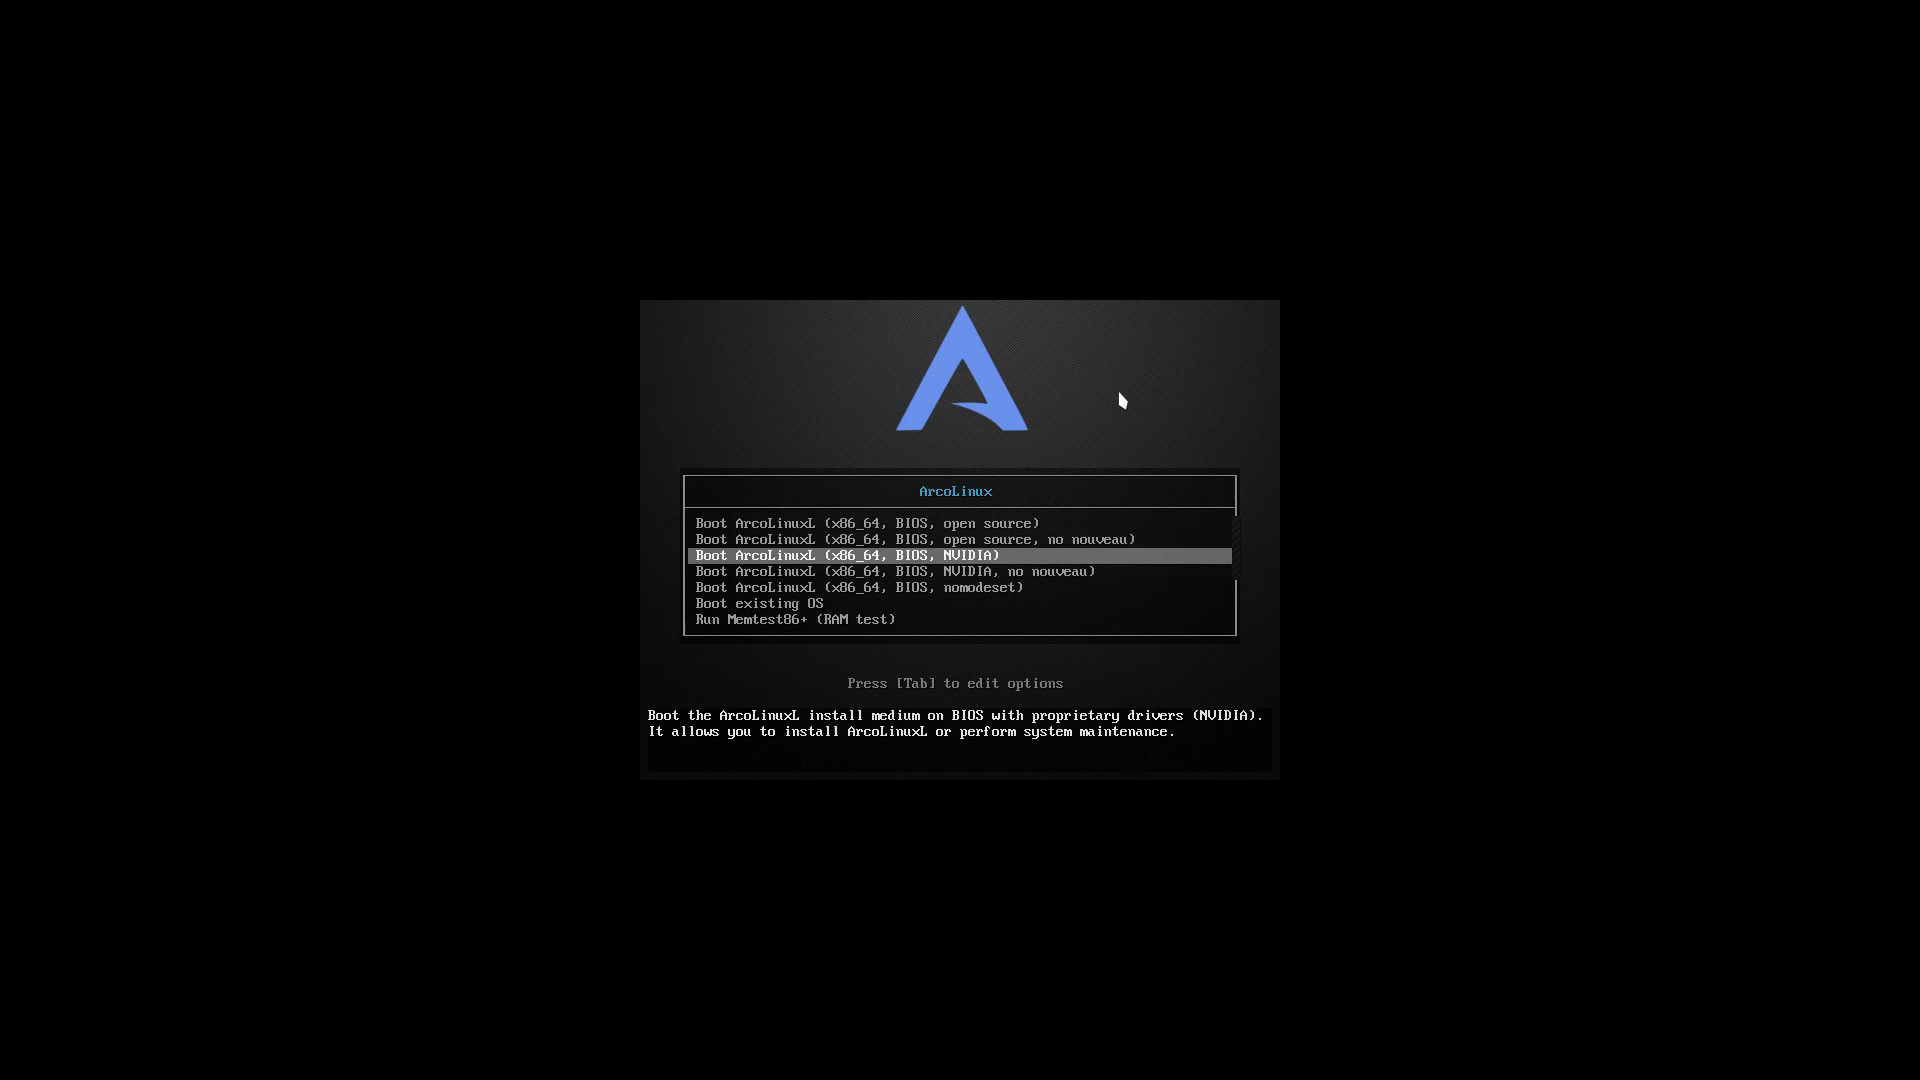 ArcoLinux
Boot ArcoLinuxL (x86_64, BIOS, open source)
Boot ArcoLinuxL (x86_64, BIOS, open source, no nouveau)
Boot ArcoLinuxL (x86_64, BIOS, NVIDIA)
Boot ArcoLinuxL (x86_64, BIOS, NVIDIA, no nouveau)
Boot ArcoLinuxL (x86_64, BIOS, nomodeset)
Boot existing OS
Run Memtest86+ (RAM test)
Press [Tab] to edit options
Boot the ArcoLinuxL install medium on BIOS with proprietary drivers (NVIDIA).
It allows you to install ArcoLinuxL or perform system maintenance.